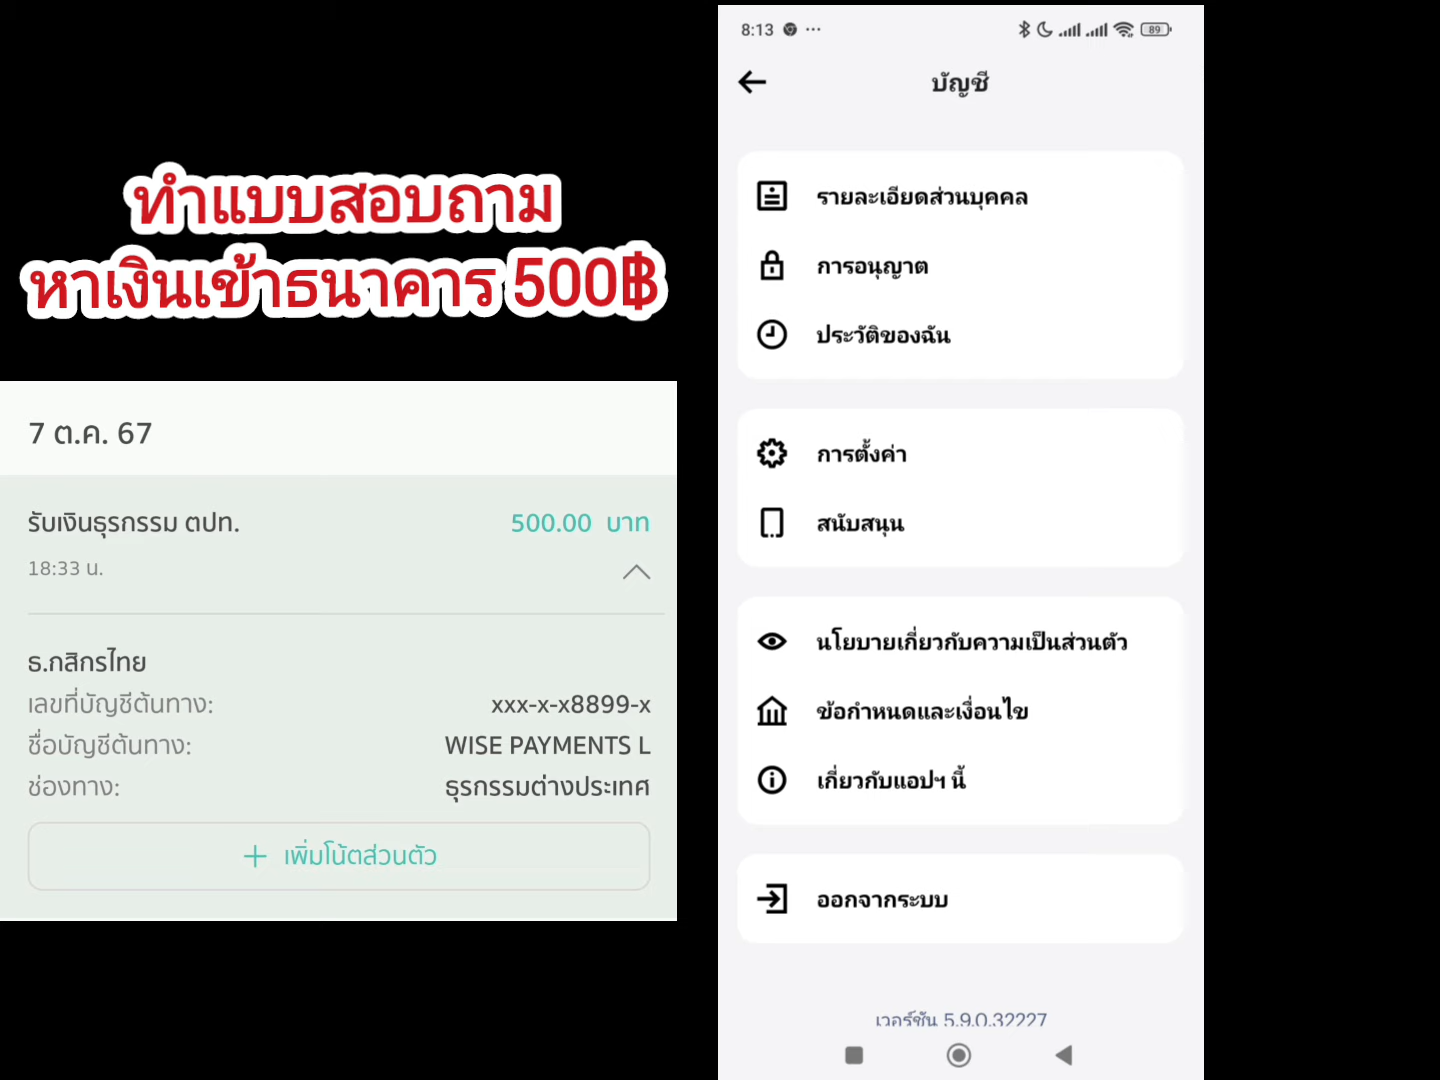 ทำแบบสอบถาม
หาเงินเข้าธนาคาร 500฿
7 ต.ค. 67
รับเงินธุรกรรม ตปท. 500.00 บาท
18:33 น.
ธ.กสิกรไทย
เลขที่บัญชีต้นทาง: xxx-x-x8899-x
ชื่อบัญชีต้นทาง: WISE PAYMENTS L
ช่องทาง: ธุรกรรมต่างประเทศ
+ เพิ่มโน้ตส่วนตัว
8:13 ··· 89
บัญชี
รายละเอียดส่วนบุคคล
การอนุญาต
ประวัติของฉัน
การตั้งค่า
สนับสนุน
นโยบายเกี่ยวกับความเป็นส่วนตัว
ข้อกำหนดและเงื่อนไข
เกี่ยวกับแอปฯ นี้
ออกจากระบบ
เวอร์ชัน 5.9.0.32227